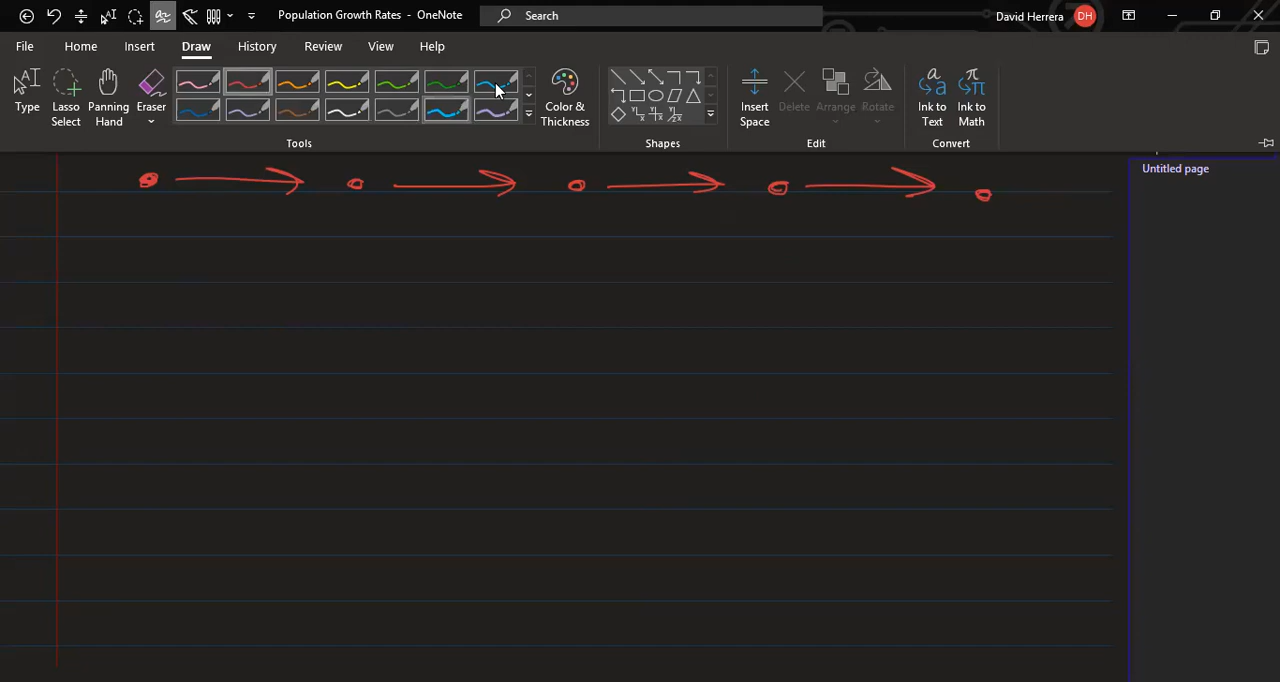 Population Growth Rates - OneNote
Search
David Herrera DH
File Home Insert Draw History Review View Help
Type
Lasso Select
Panning Hand
Eraser
Color & Thickness
Insert Space
Delete
Arrange
Rotate
Ink to Text
Ink to Math
Tools
Shapes
Edit
Convert
Untitled page